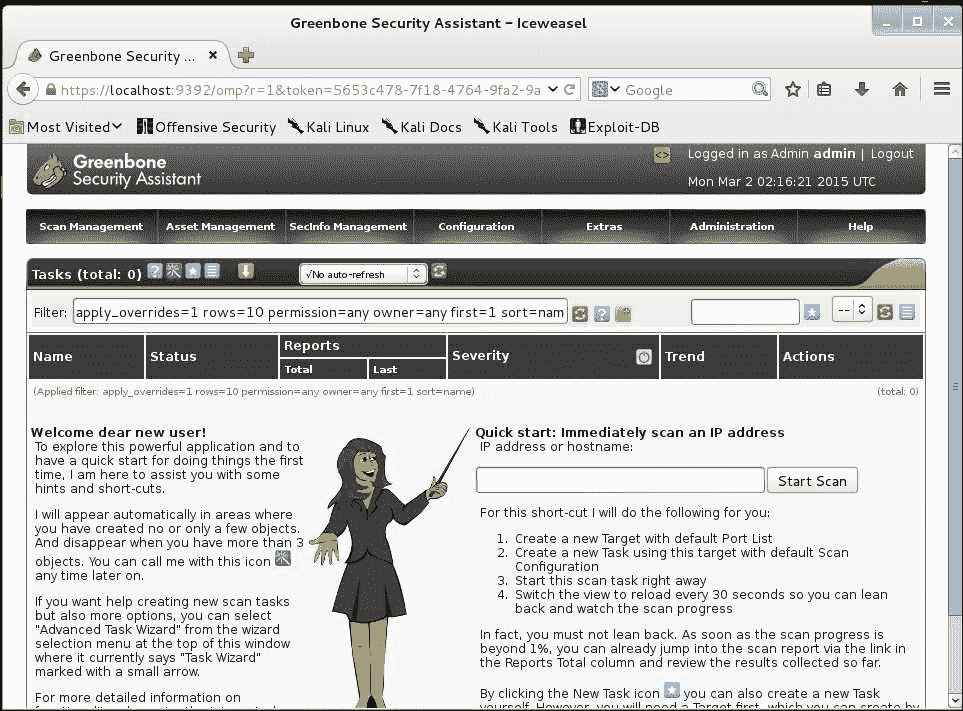 Greenbone Security Assistant - Iceweasel
Greenbone Security ...
https://localhost:9392/omp?r=1&token=5653c478-7f18-4764-9fa2-9a
Google
Most Visited
Offensive Security
Kali Linux
Kali Docs
Kali Tools
Exploit-DB
Greenbone
Security Assistant
Logged in as Admin admin | Logout
Mon Mar 2 02:16:21 2015 UTC
Scan Management
Asset Management
SecInfo Management
Configuration
Extras
Administration
Help
Tasks (total: 0)
√No auto-refresh
Filter:
apply_overrides=1 rows=10 permission=any owner=any first=1 sort=nam
--
Name
Status
Reports
Total
Last
Severity
Trend
Actions
(Applied filter: apply_overrides=1 rows=10 permission=any owner=any first=1 sort=name)
(total: 0)
Welcome dear new user!
To explore this powerful application and to
have a quick start for doing things the first
time, I am here to assist you with some
hints and short-cuts.
I will appear automatically in areas where
you have created no or only a few objects.
And disappear when you have more than 3
objects. You can call me with this icon
any time later on.
If you want help creating new scan tasks
but also more options, you can select
"Advanced Task Wizard" from the wizard
selection menu at the top of this window
where it currently says "Task Wizard"
marked with a small arrow.
For more detailed information on
Quick start: Immediately scan an IP address
IP address or hostname:
Start Scan
For this short-cut I will do the following for you:
1. Create a new Target with default Port List
2. Create a new Task using this target with default Scan
Configuration
3. Start this scan task right away
4. Switch the view to reload every 30 seconds so you can lean
back and watch the scan progress
In fact, you must not lean back. As soon as the scan progress is
beyond 1%, you can already jump into the scan report via the link in
the Reports Total column and review the results collected so far.
By clicking the New Task icon you can also create a new Task
yourself. However, you will need a Target first, which you can create by